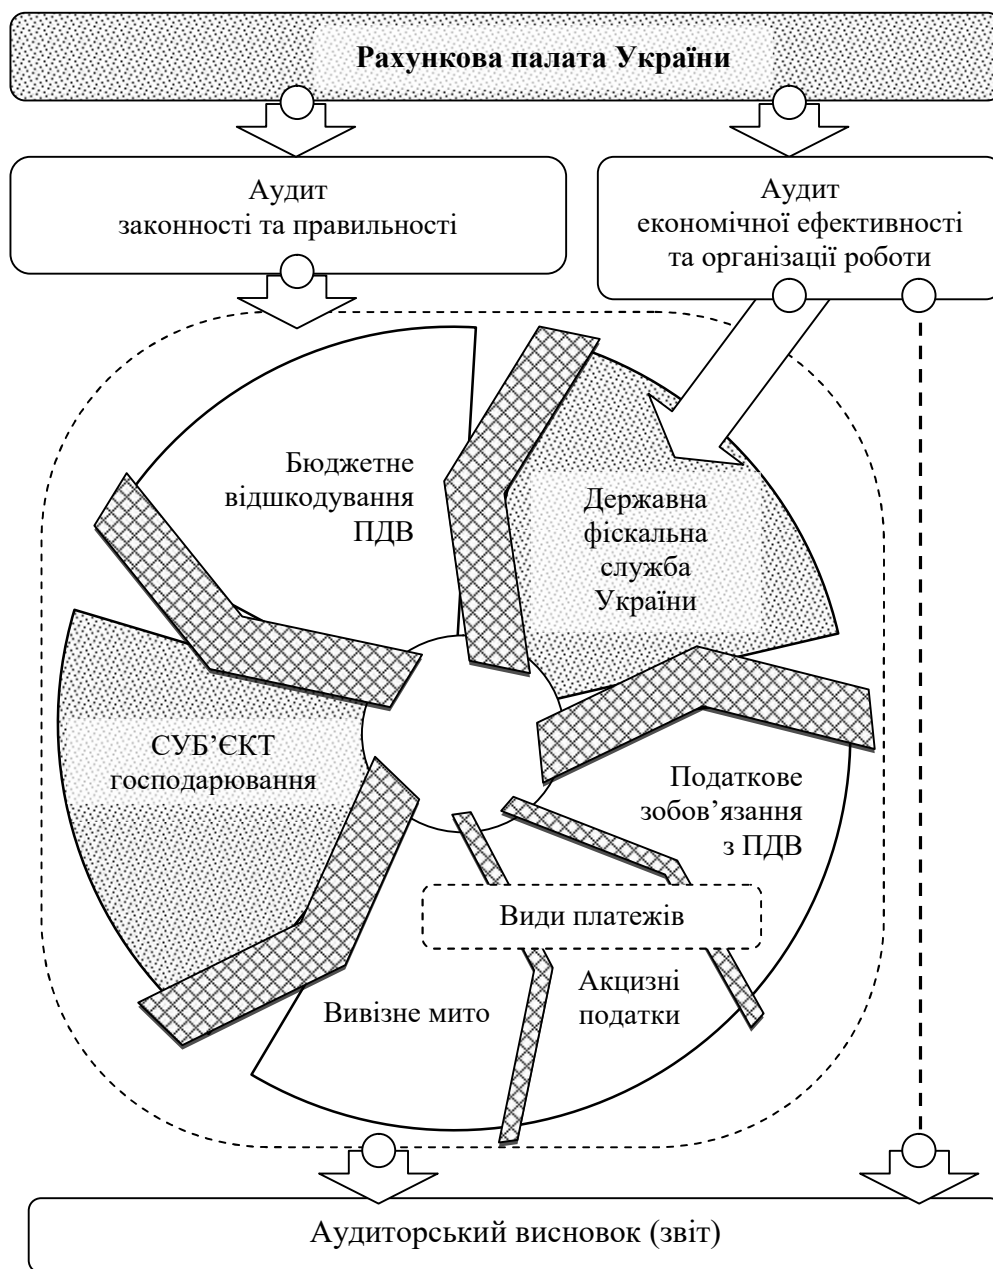 Рахункова палата України
Аудит
законності та правильності
Аудит
економічної ефективності
та організації роботи
Бюджетне
відшкодування
ПДВ
Державна
фіскальна
служба
України
СУБ’ЄКТ
господарювання
Податкове
зобов’язання
з ПДВ
Види платежів
Акцизні
податки
Вивізне мито
Аудиторський висновок (звіт)